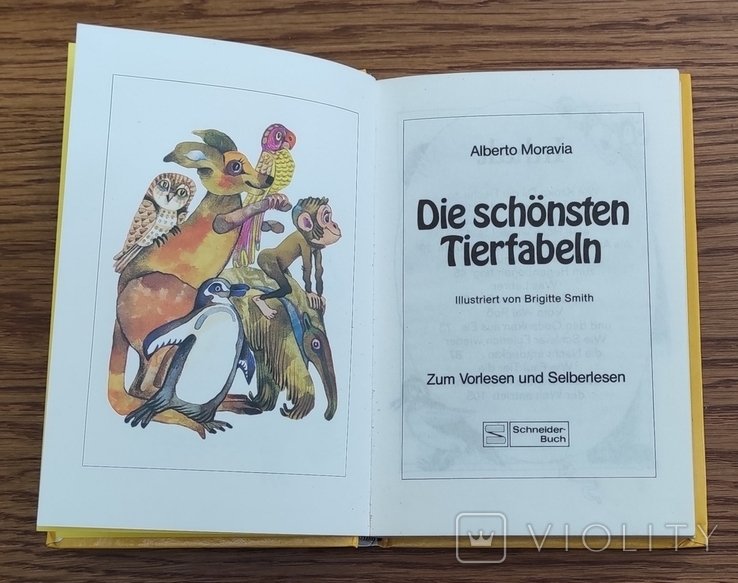 Alberto Moravia
Die schönsten
Tierfabeln
Illustriert von Brigitte Smith
Zum Vorlesen und Selberlesen
Schneider-
Buch
VIOLITY